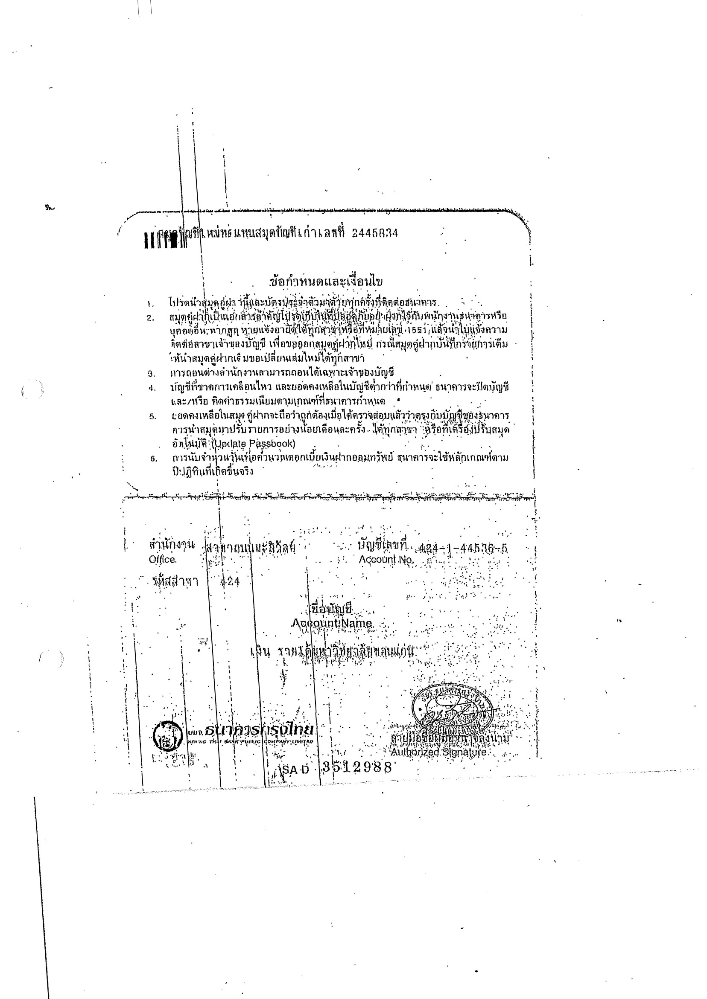 แทนสมุดบัญชีเก่าเลขที่ 2445834
ข้อกำหนดและเงื่อนไข
1. โปรดนำสมุดคู่ฝากนี้และบัตรประจำตัวมาด้วยทุกครั้งที่ติดต่อธนาคาร
2. สมุดคู่ฝากเป็นเอกสารสำคัญโปรดเก็บในที่ปลอดภัยอย่าฝากไว้กับพนักงานธนาคารหรือ
บุคคลอื่น หากสูญหายแจ้งอายัดได้ทุกสาขาหรือที่หมายเลข 1551 แล้วนำใบแจ้งความ
ติดต่อสาขาเจ้าของบัญชี เพื่อขอออกสมุดคู่ฝากใหม่ กรณีสมุดคู่ฝากบันทึกรายการเต็ม
ให้นำสมุดคู่ฝากเดิมขอเปลี่ยนเล่มใหม่ได้ทุกสาขา
3. การถอนต่างสำนักงานสามารถถอนได้เฉพาะเจ้าของบัญชี
4. บัญชีที่ขาดการเคลื่อนไหว และยอดคงเหลือในบัญชีต่ำกว่าที่กำหนด ธนาคารจะปิดบัญชี
และ/หรือ คิดค่าธรรมเนียมตามเกณฑ์ที่ธนาคารกำหนด
5. ยอดคงเหลือในสมุดคู่ฝากจะถือว่าถูกต้องเมื่อได้ตรวจสอบแล้วว่าตรงกับบัญชีของธนาคาร
ควรนำสมุดมาปรับรายการอย่างน้อยเดือนละครั้ง ได้ทุกสาขา หรือที่เครื่องปรับสมุด
อัตโนมัติ (Update Passbook)
6. การนับจำนวนวันเพื่อคำนวณดอกเบี้ยเงินฝากออมทรัพย์ ธนาคารจะใช้หลักเกณฑ์ตาม
ปีปฏิทินที่เกิดขึ้นจริง
สำนักงาน สาขาถนนมะลิวัลย์ บัญชีเลขที่ 424-1-44536-5
Office Account No.
รหัสสาขา 424
ชื่อบัญชี
Account Name
เงินรายได้มหาวิทยาลัยขอนแก่น
บมจ. ธนาคารกรุงไทย
KRUNG THAI BANK PUBLIC COMPANY LIMITED
ลายมือชื่อผู้มีอำนาจลงนาม
Authorized Signature
SA D 3512988